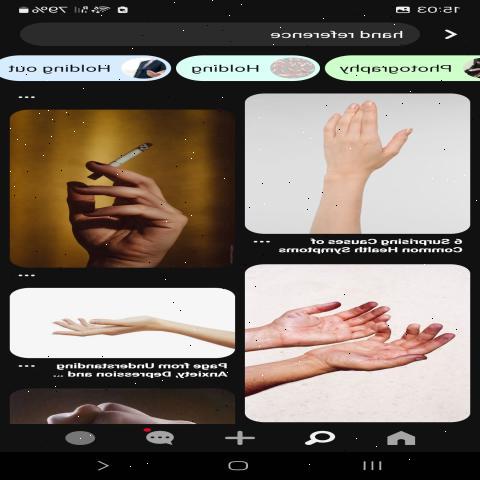 15:03
79%
hand reference
Photography
Holding
Holding out
6 Surprising Causes of
Common Health Symptoms
Page from Understanding
Anxiety, Depression and ...